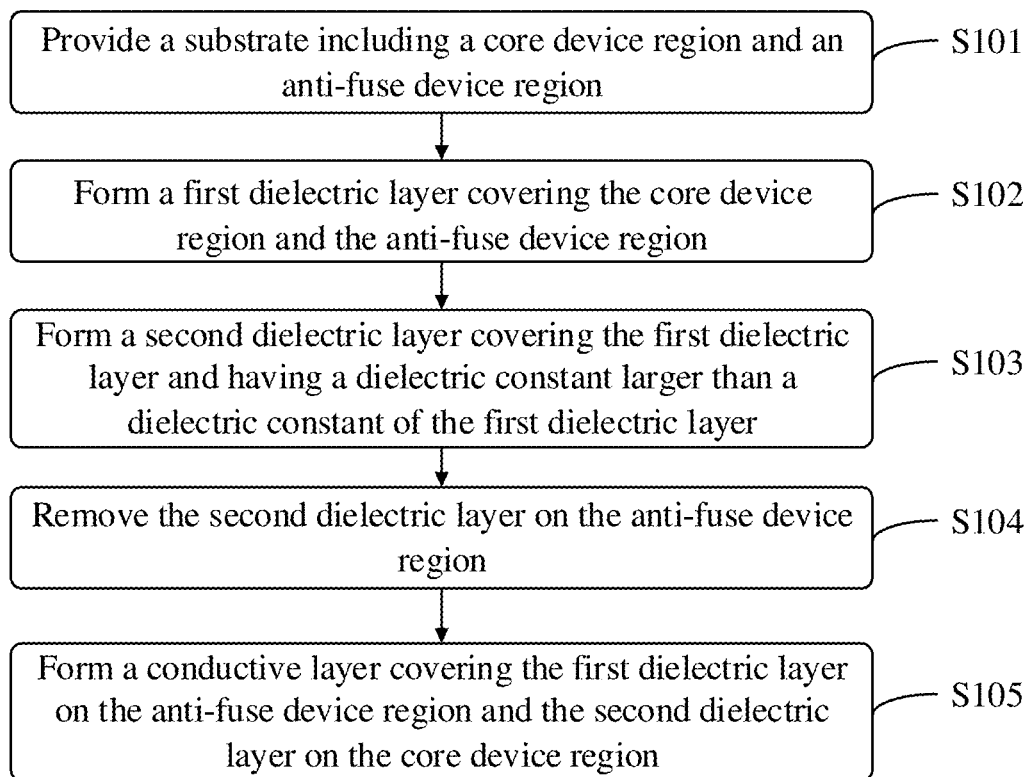 Provide a substrate including a core device region and an
anti-fuse device region
S101
Form a first dielectric layer covering the core device
region and the anti-fuse device region
S102
Form a second dielectric layer covering the first dielectric
layer and having a dielectric constant larger than a
dielectric constant of the first dielectric layer
S103
Remove the second dielectric layer on the anti-fuse device
region
S104
Form a conductive layer covering the first dielectric layer
on the anti-fuse device region and the second dielectric
layer on the core device region
S105